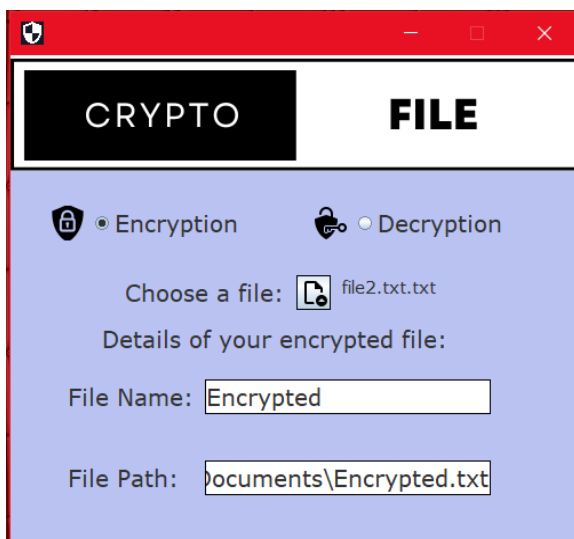 CRYPTO FILE
Encryption Decryption
Choose a file: file2.txt.txt
Details of your encrypted file:
File Name: Encrypted
File Path: Documents\Encrypted.txt